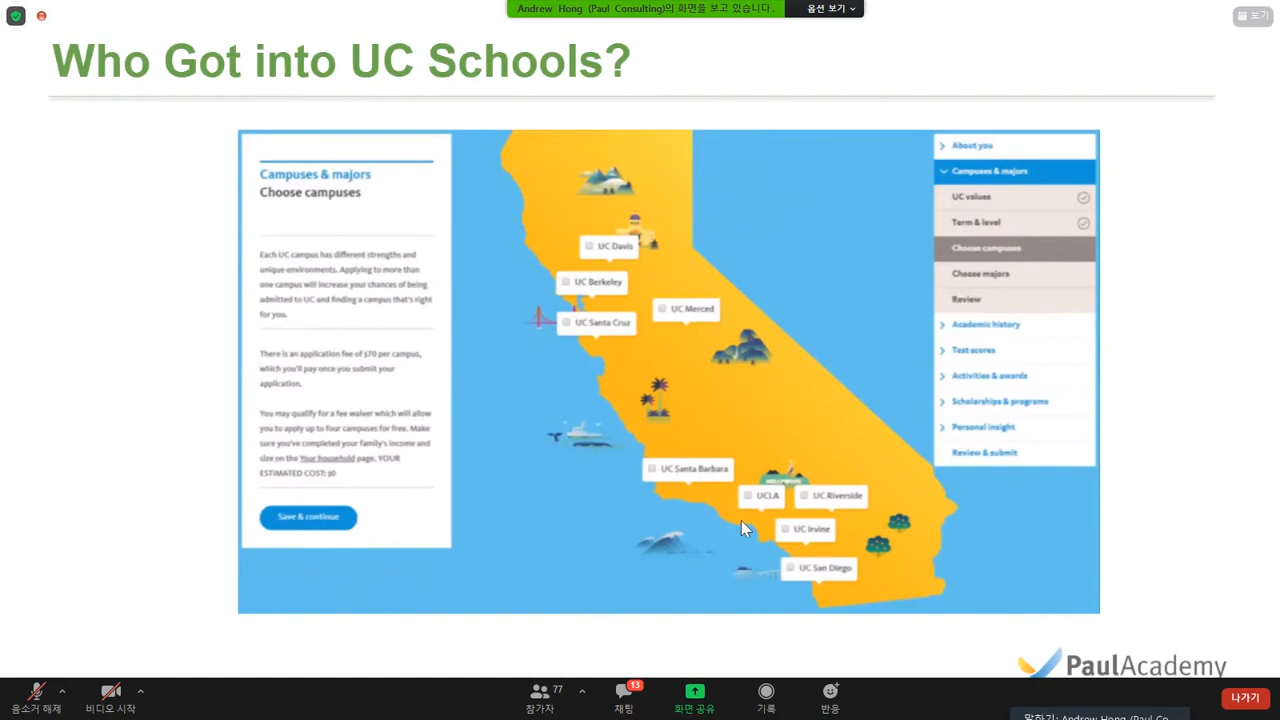 Andrew Hong (Paul Consulting)의 화면을 보고 있습니다.
옵션 보기
보기
Who Got into UC Schools?
Campuses & majors
Choose campuses
Each UC campus has different strengths and
unique environments. Applying to more than
one campus will increase your chances of being
admitted to UC and finding a campus that's right
for you.
There is an application fee of $70 per campus,
which you'll pay once you submit your
application.
You may qualify for a fee waiver which will allow
you to apply up to four campuses for free. Make
sure you've completed your family's income and
size on the Your household page. YOUR
ESTIMATED COST: $0
Save & continue
UC Davis
UC Berkeley
UC Merced
UC Santa Cruz
UC Santa Barbara
HOLLYWOOD
UCLA
UC Riverside
UC Irvine
UC San Diego
About you
Campuses & majors
UC values
Term & level
Choose campuses
Choose majors
Review
Academic history
Test scores
Activities & awards
Scholarships & programs
Personal insight
Review & submit
PaulAcademy
음소거 해제
비디오 시작
77
참가자
13
채팅
화면 공유
기록
반응
나가기
말하기: Andrew Hong (Paul Co...